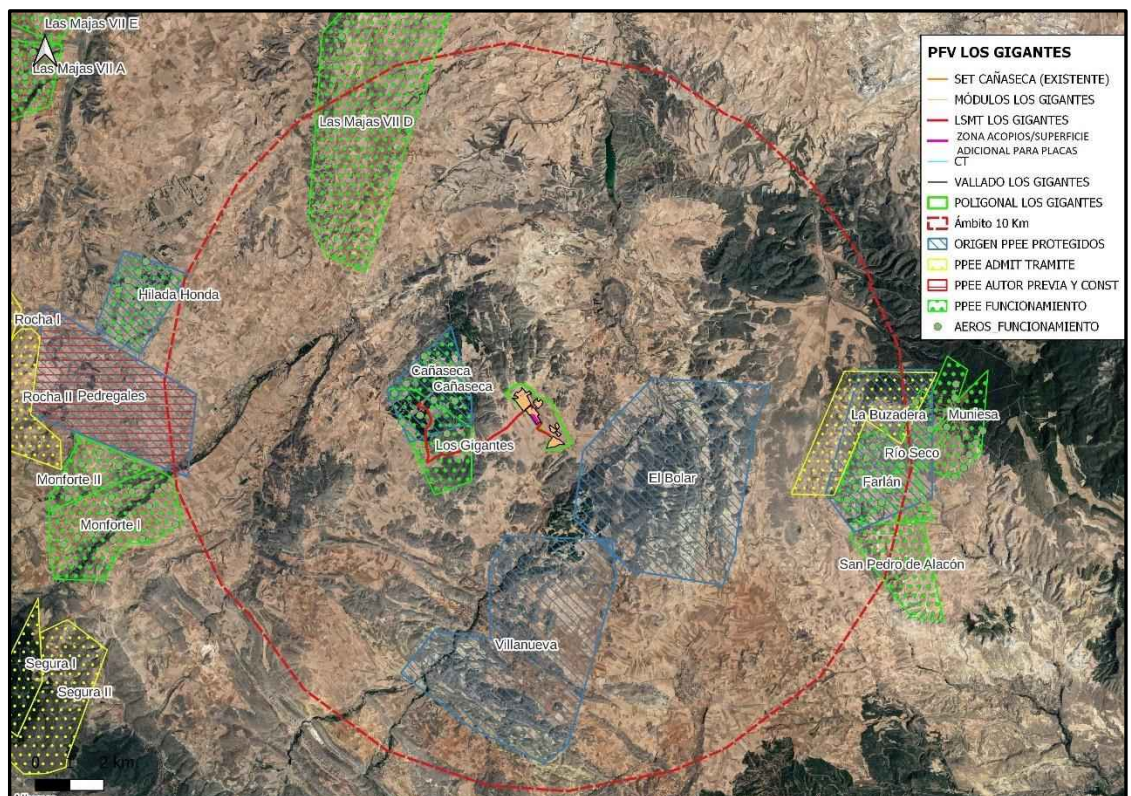 Las Majas VII E
Las Majas VII A
Las Majas VII D
Hilada Honda
Rocha I
Rocha II
Pedregales
Cañaseca
Cañaseca
Los Gigantes
Monforte II
Monforte I
El Bolar
La Buzadera
Muniesa
Río Seco
Farlán
San Pedro de Alacón
Villanueva
Segura I
Segura II
0 2 km
PFV LOS GIGANTES
SET CAÑASECA (EXISTENTE)
MÓDULOS LOS GIGANTES
LSMT LOS GIGANTES
ZONA ACOPIOS/SUPERFICIE
ADICIONAL PARA PLACAS
CT
VALLADO LOS GIGANTES
POLIGONAL LOS GIGANTES
Ámbito 10 Km
ORIGEN PPEE PROTEGIDOS
PPEE ADMIT TRAMITE
PPEE AUTOR PREVIA Y CONST
PPEE FUNCIONAMIENTO
AEROS_FUNCIONAMIENTO